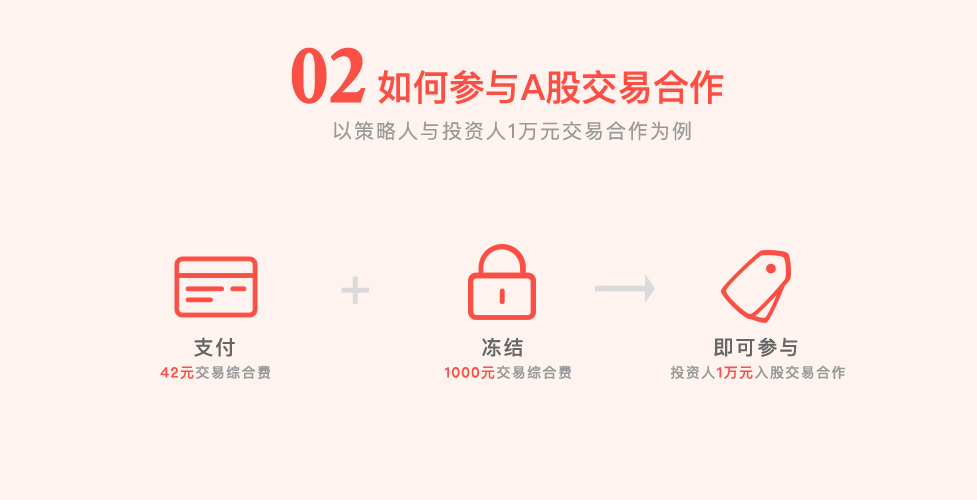 02 如何参与A股交易合作
以策略人与投资人1万元交易合作为例
支付
42元交易综合费
冻结
1000元交易综合费
即可参与
投资人1万元入股交易合作